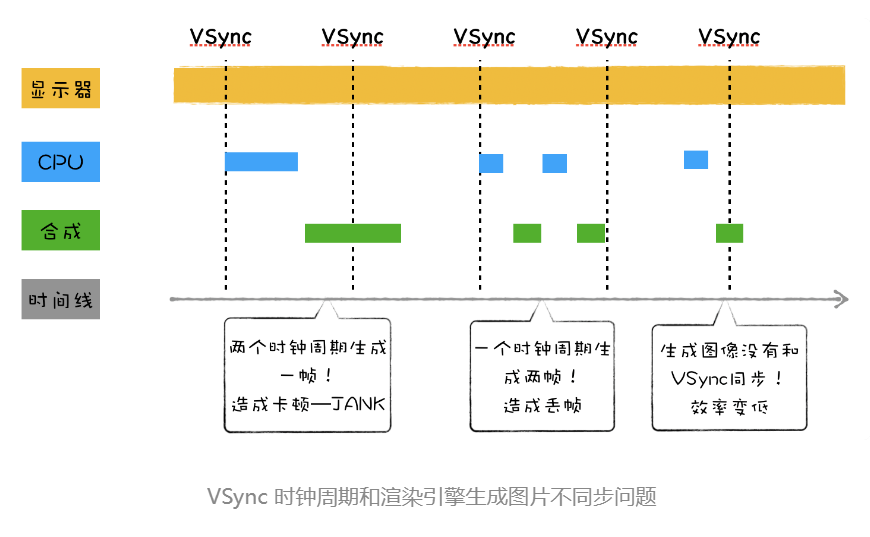 VSync VSync VSync VSync VSync
显示器
CPU
合成
时间线
两个时钟周期生成
一帧！
造成卡顿—JANK
一个时钟周期生
成两帧！
造成丢帧
生成图像没有和
VSync同步！
效率变低
VSync 时钟周期和渲染引擎生成图片不同步问题